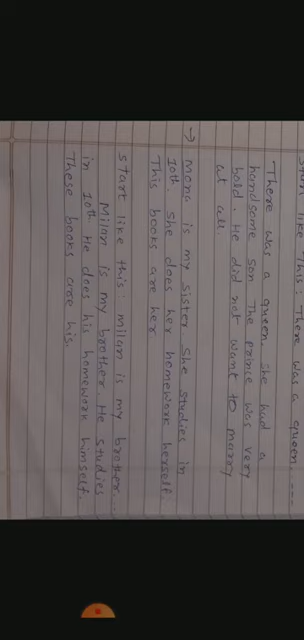 start like this: There was a queen ....
There was a queen. she had a
handsome son The prince was very
bold. He did not want to marry
at all.
→ Mona is my sister She studies in
10th. She does her homework herself.
This books are her
start like this: milan is my brother...
Milan is my brother. He studies
in 10th He does his homework himself.
These books are his.